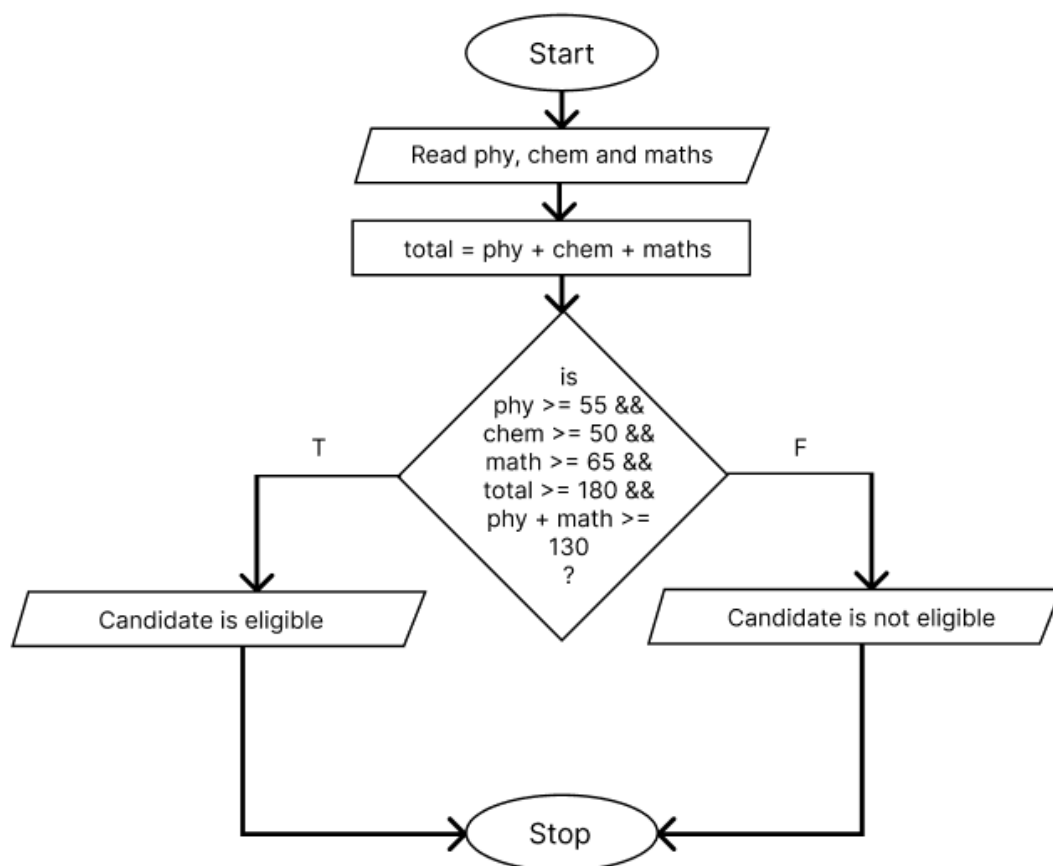 Start
Read phy, chem and maths
total = phy + chem + maths
is
phy >= 55 &&
chem >= 50 &&
math >= 65 &&
total >= 180 &&
phy + math >=
130
?
T
F
Candidate is eligible
Candidate is not eligible
Stop